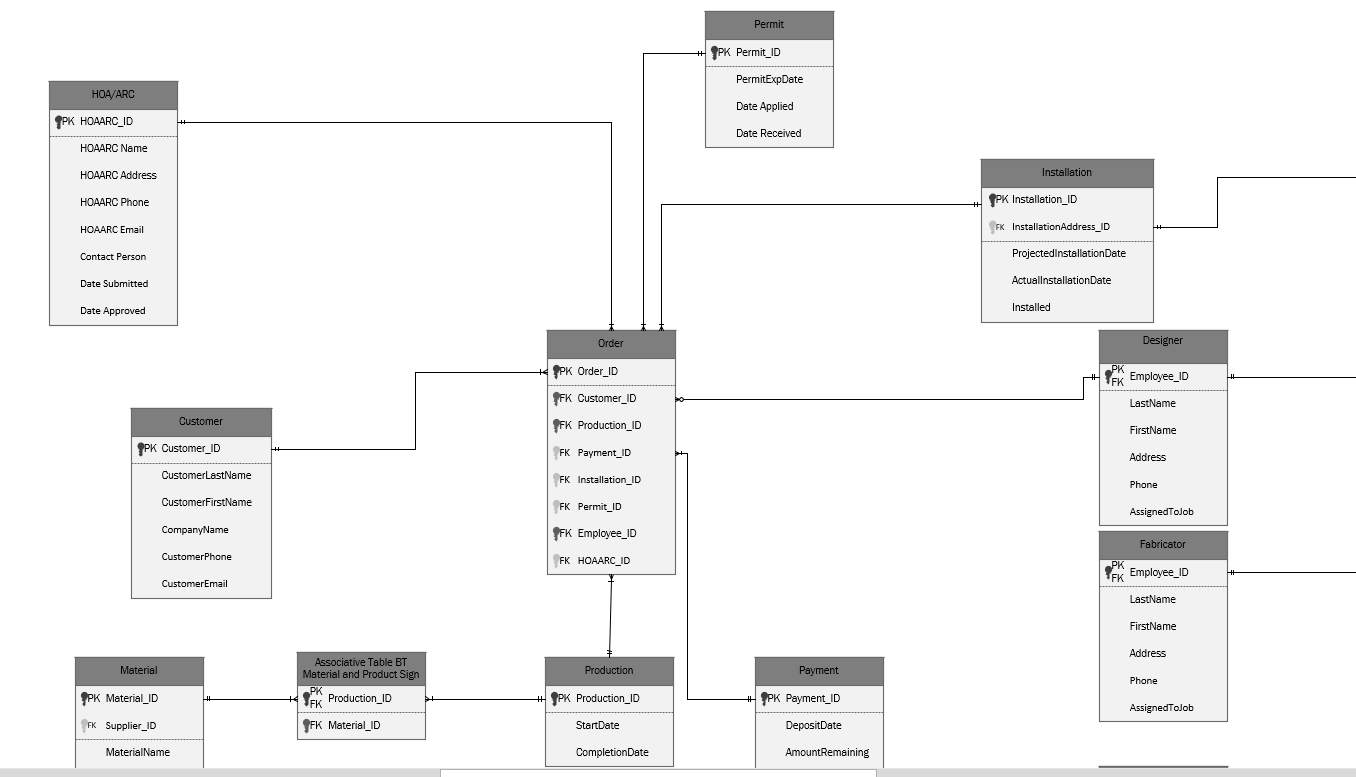 Permit
PK Permit_ID
PermitExpDate
Date Applied
Date Received
HOA/ARC
PK HOAARC_ID
HOAARC Name
HOAARC Address
HOAARC Phone
HOAARC Email
Contact Person
Date Submitted
Date Approved
Installation
PK Installation_ID
FK InstallationAddress_ID
ProjectedInstallationDate
ActualInstallationDate
Installed
Order
PK Order_ID
FK Customer_ID
FK Production_ID
FK Payment_ID
FK Installation_ID
FK Permit_ID
FK Employee_ID
FK HOAARC_ID
Designer
PK
FK Employee_ID
LastName
FirstName
Address
Phone
AssignedToJob
Customer
PK Customer_ID
CustomerLastName
CustomerFirstName
CompanyName
CustomerPhone
CustomerEmail
Fabricator
PK
FK Employee_ID
LastName
FirstName
Address
Phone
AssignedToJob
Material
PK Material_ID
FK Supplier_ID
MaterialName
Associative Table BT
Material and Product Sign
PK
FK Production_ID
FK Material_ID
Production
PK Production_ID
StartDate
CompletionDate
Payment
PK Payment_ID
DepositDate
AmountRemaining